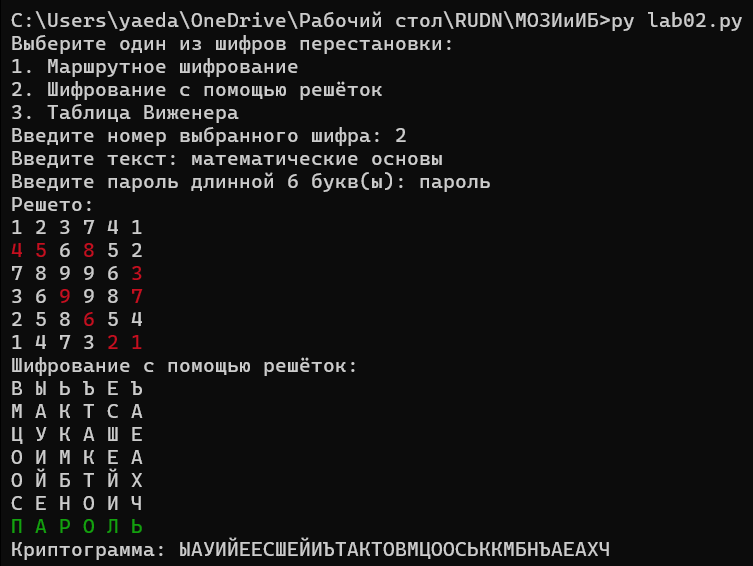 C:\Users\yaeda\OneDrive\Рабочий стол\RUDN\МОЗИиИБ>py lab02.py
Выберите один из шифров перестановки:
1. Маршрутное шифрование
2. Шифрование с помощью решёток
3. Таблица Виженера
Введите номер выбранного шифра: 2
Введите текст: математические основы
Введите пароль длинной 6 букв(ы): пароль
Решето:
1 2 3 7 4 1
4 5 6 8 5 2
7 8 9 9 6 3
3 6 9 9 8 7
2 5 8 6 5 4
1 4 7 3 2 1
Шифрование с помощью решёток:
В Ы Ь Ъ Е Ъ
М А К Т С А
Ц У К А Ш Е
О И М К Е А
О Й Б Т Й Х
С Е Н О И Ч
П А Р О Л Ь
Криптограмма: ЫАУИЙЕЕСШЕЙИЪТАКТОВМЦООСЬККМБНЪАЕАХЧ